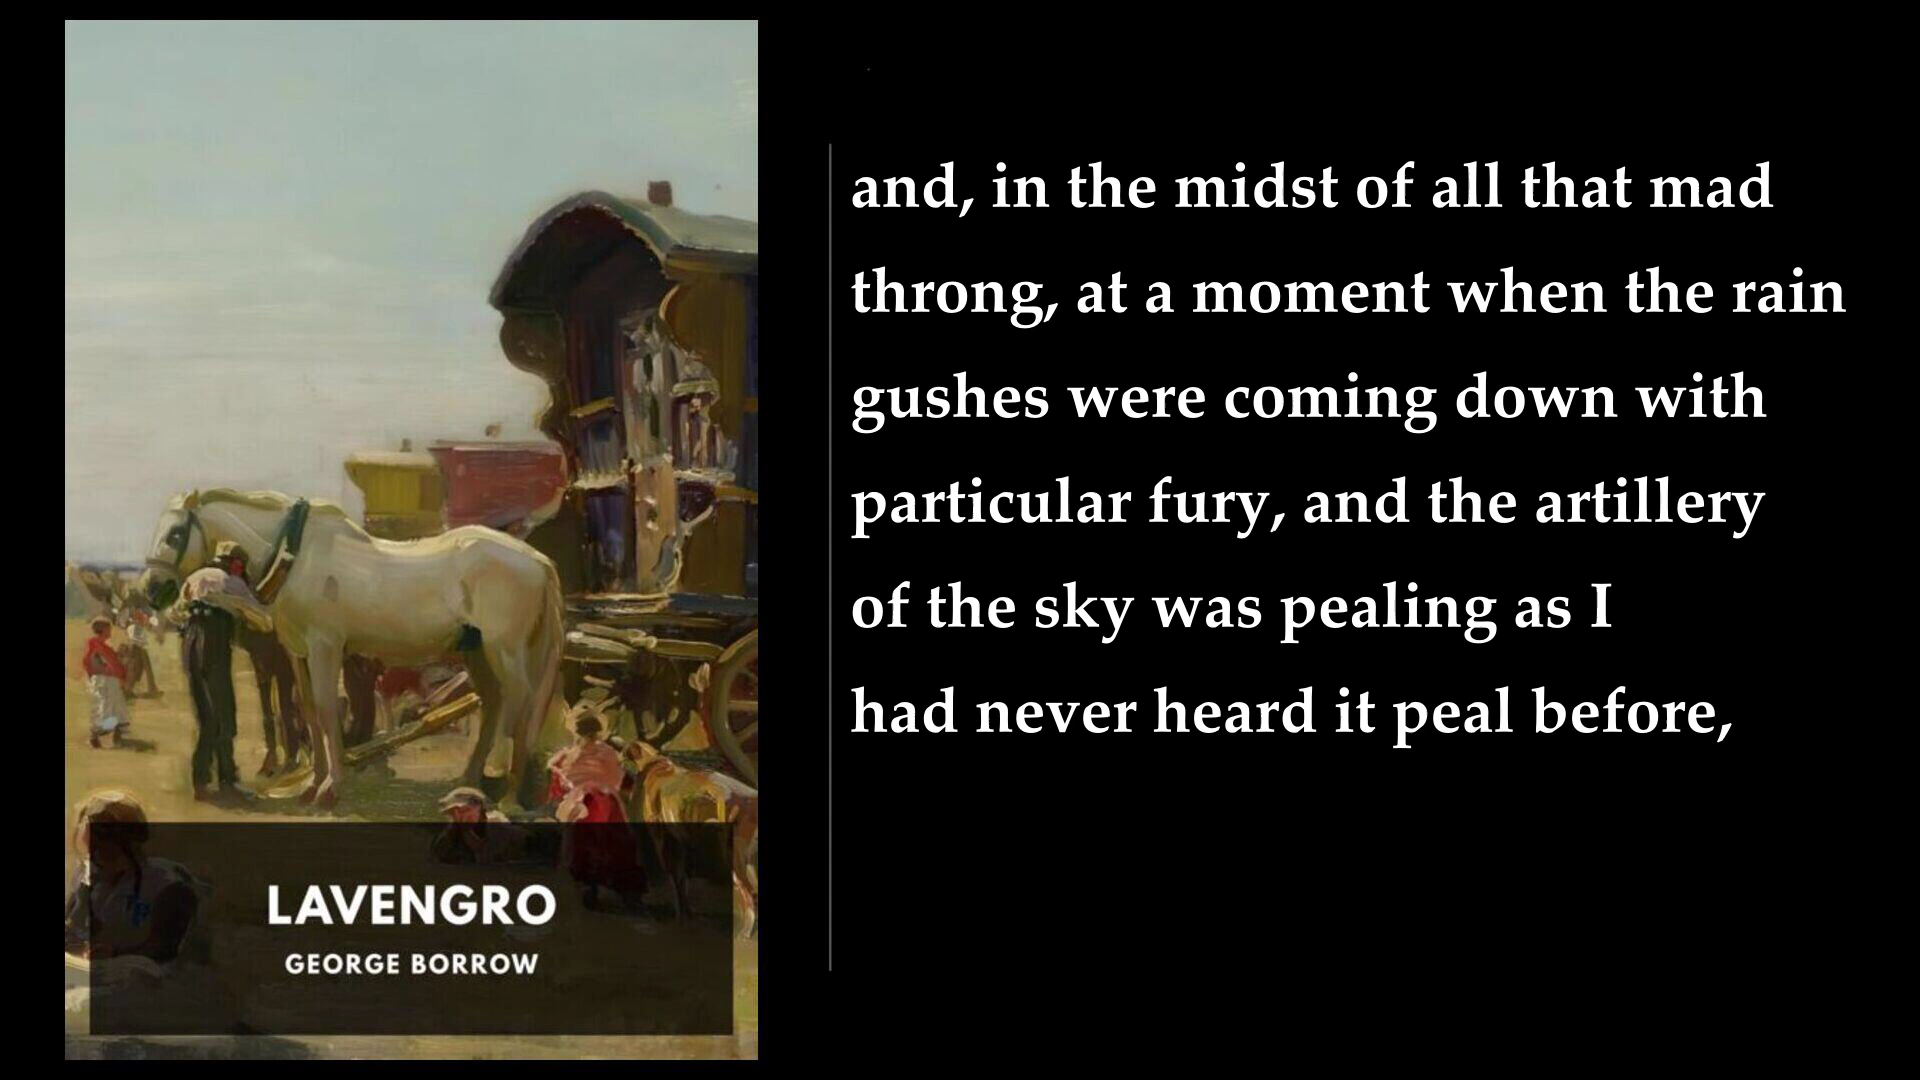 LAVENGRO
GEORGE BORROW
and, in the midst of all that mad
throng, at a moment when the rain
gushes were coming down with
particular fury, and the artillery
of the sky was pealing as I
had never heard it peal before,